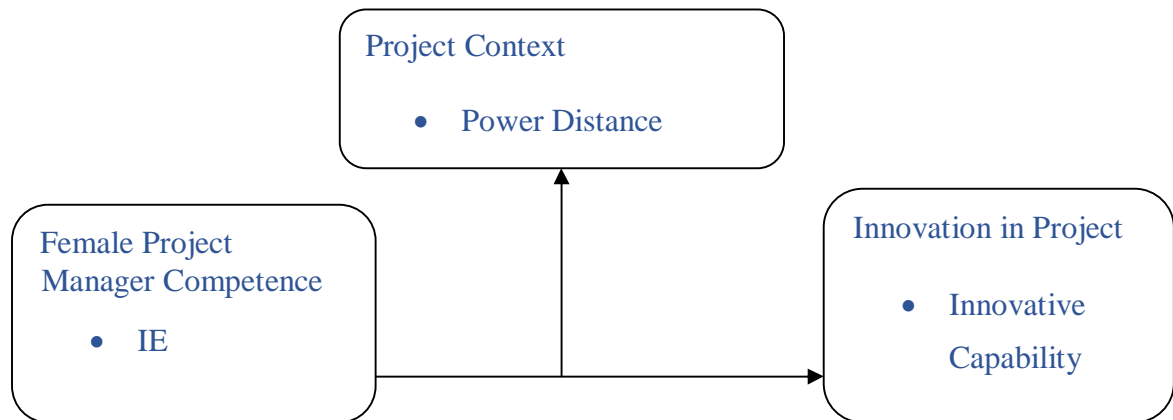 Project Context
• Power Distance
Female Project
Manager Competence
• IE
Innovation in Project
• Innovative
Capability